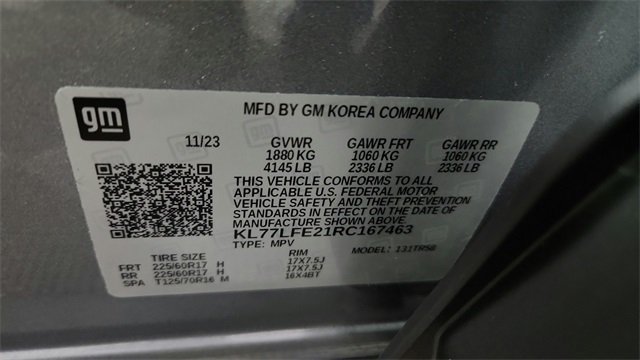 gm
MFD BY GM KOREA COMPANY
11/23 GVWR GAWR FRT GAWR RR
1880 KG 1060 KG 1060 KG
4145 LB 2336 LB 2336 LB
THIS VEHICLE CONFORMS TO ALL
APPLICABLE U.S. FEDERAL MOTOR
VEHICLE SAFETY AND THEFT PREVENTION
STANDARDS IN EFFECT ON THE DATE OF
MANUFACTURE SHOWN ABOVE.
KL77LFE21RC167463
TYPE: MPV MODEL: 131TR58
TIRE SIZE RIM
FRT 225/60R17 H 17X7.5J
RR 225/60R17 H 17X7.5J
SPA T125/70R16 M 16X4BT